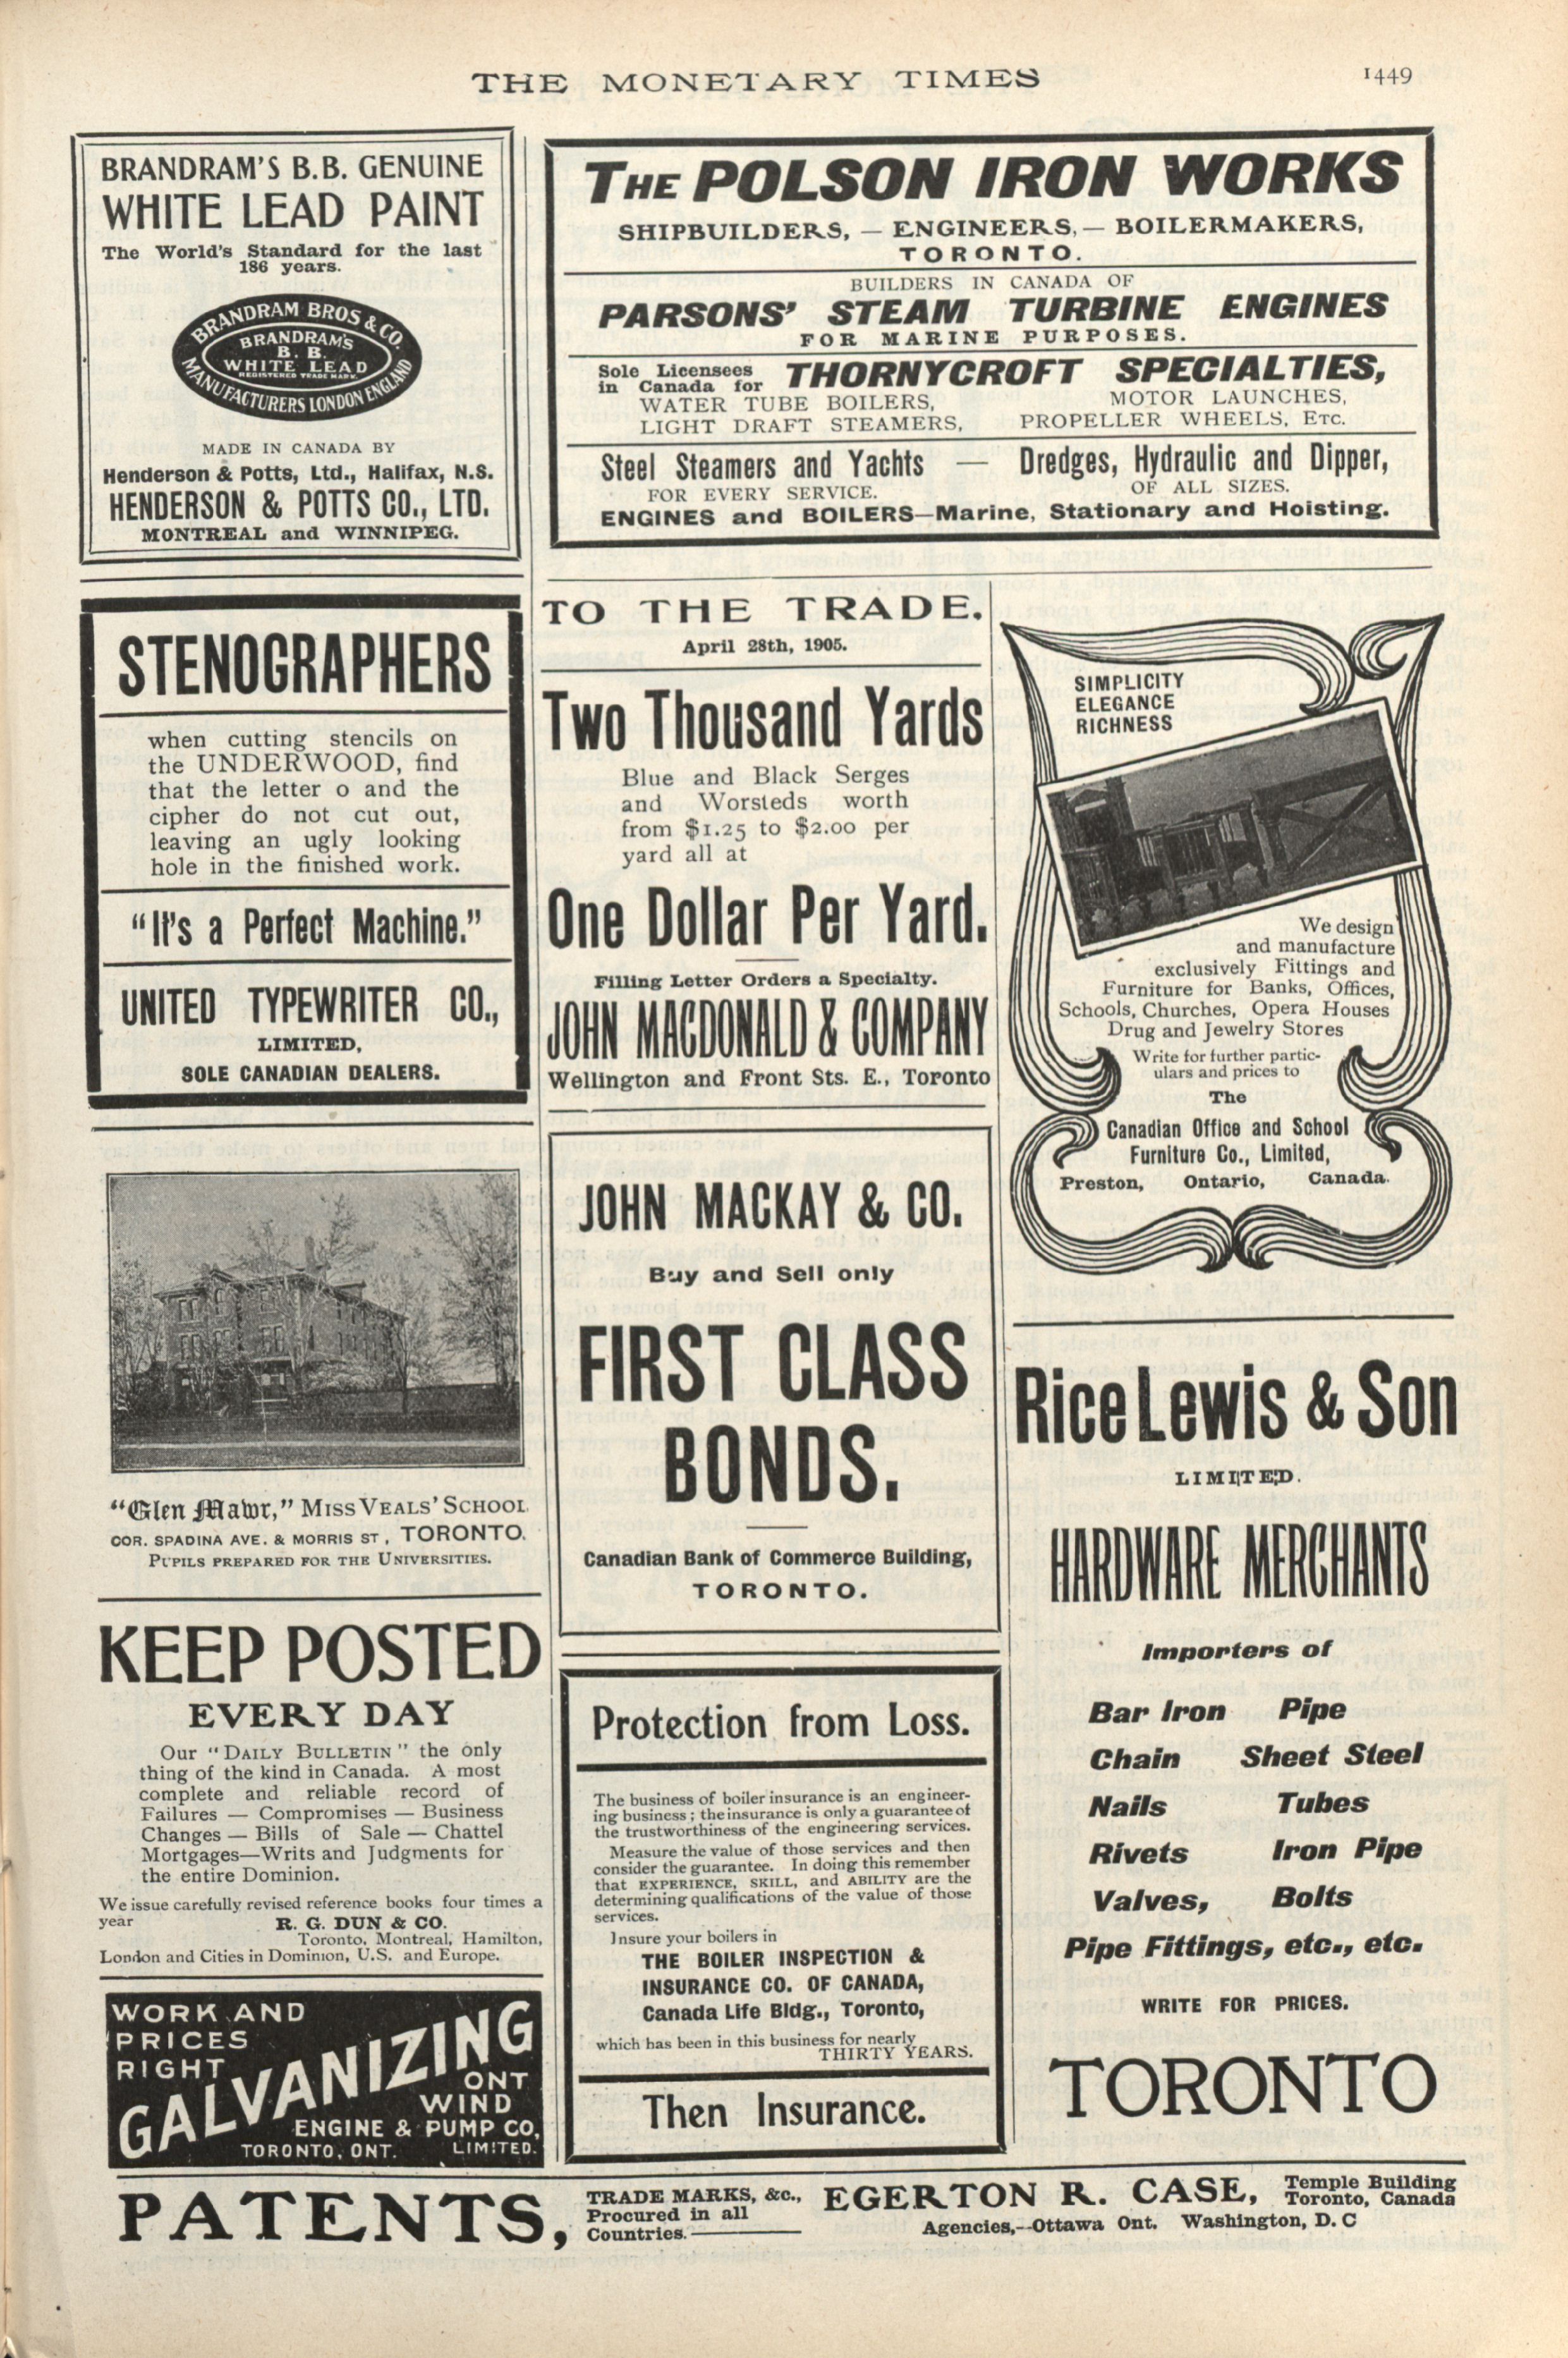 THE MONETARY TIMES
1449
BRANDRAM'S B.B. GENUINE
WHITE LEAD PAINT
The World's Standard for the last
186 years.
BRANDRAM BROS & CO.
BRANDRAM'S
B. B.
WHITE LEAD
REGISTERED TRADE MARK.
MANUFACTURERS LONDON ENGLAND
MADE IN CANADA BY
Henderson & Potts, Ltd., Halifax, N.S.
HENDERSON & POTTS CO., LTD.
MONTREAL and WINNIPEG.
THE POLSON IRON WORKS
SHIPBUILDERS, — ENGINEERS, — BOILERMAKERS,
TORONTO.
BUILDERS IN CANADA OF
PARSONS' STEAM TURBINE ENGINES
FOR MARINE PURPOSES.
Sole Licensees
in Canada for
THORNYCROFT SPECIALTIES,
WATER TUBE BOILERS,
MOTOR LAUNCHES,
LIGHT DRAFT STEAMERS,
PROPELLER WHEELS, ETC.
Steel Steamers and Yachts — Dredges, Hydraulic and Dipper,
FOR EVERY SERVICE.
OF ALL SIZES.
ENGINES and BOILERS—Marine, Stationary and Hoisting.
STENOGRAPHERS
when cutting stencils on
the UNDERWOOD, find
that the letter o and the
cipher do not cut out,
leaving an ugly looking
hole in the finished work.
"It's a Perfect Machine."
UNITED TYPEWRITER CO.,
LIMITED,
SOLE CANADIAN DEALERS.
TO THE TRADE.
April 28th, 1905.
Two Thousand Yards
Blue and Black Serges
and Worsteds worth
from $1.25 to $2.00 per
yard all at
One Dollar Per Yard.
Filling Letter Orders a Specialty.
JOHN MACDONALD & COMPANY
Wellington and Front Sts. E., Toronto
SIMPLICITY
ELEGANCE
RICHNESS
We design
and manufacture
exclusively Fittings and
Furniture for Banks, Offices,
Schools, Churches, Opera Houses
Drug and Jewelry Stores
Write for further partic-
ulars and prices to
The
Canadian Office and School
Furniture Co., Limited,
Preston, Ontario, Canada.
"Glen Mawr," MISS VEALS' SCHOOL.
COR. SPADINA AVE. & MORRIS ST, TORONTO.
PUPILS PREPARED FOR THE UNIVERSITIES.
JOHN MACKAY & CO.
Buy and Sell only
FIRST CLASS
BONDS.
Canadian Bank of Commerce Building,
TORONTO.
Rice Lewis & Son
LIMITED.
HARDWARE MERCHANTS
Importers of
Bar Iron Pipe
Chain Sheet Steel
Nails Tubes
Rivets Iron Pipe
Valves, Bolts
Pipe Fittings, etc., etc.
WRITE FOR PRICES.
TORONTO
KEEP POSTED
EVERY DAY
Our "DAILY BULLETIN" the only
thing of the kind in Canada. A most
complete and reliable record of
Failures — Compromises — Business
Changes — Bills of Sale — Chattel
Mortgages—Writs and Judgments for
the entire Dominion.
We issue carefully revised reference books four times a
year
R. G. DUN & CO.
Toronto, Montreal, Hamilton,
London and Cities in Dominion, U.S. and Europe.
Protection from Loss.
The business of boiler insurance is an engineer-
ing business; the insurance is only a guarantee of
the trustworthiness of the engineering services.
Measure the value of those services and then
consider the guarantee. In doing this remember
that EXPERIENCE, SKILL, and ABILITY are the
determining qualifications of the value of those
services.
Insure your boilers in
THE BOILER INSPECTION &
INSURANCE CO. OF CANADA,
Canada Life Bldg., Toronto,
which has been in this business for nearly
THIRTY YEARS.
Then Insurance.
WORK AND
PRICES
RIGHT
GALVANIZING
ONT
WIND
ENGINE & PUMP CO,
TORONTO, ONT. LIMITED.
PATENTS,
TRADE MARKS, &c.,
Procured in all
Countries.
EGERTON R. CASE,
Temple Building
Toronto, Canada
Agencies,--Ottawa Ont. Washington, D. C